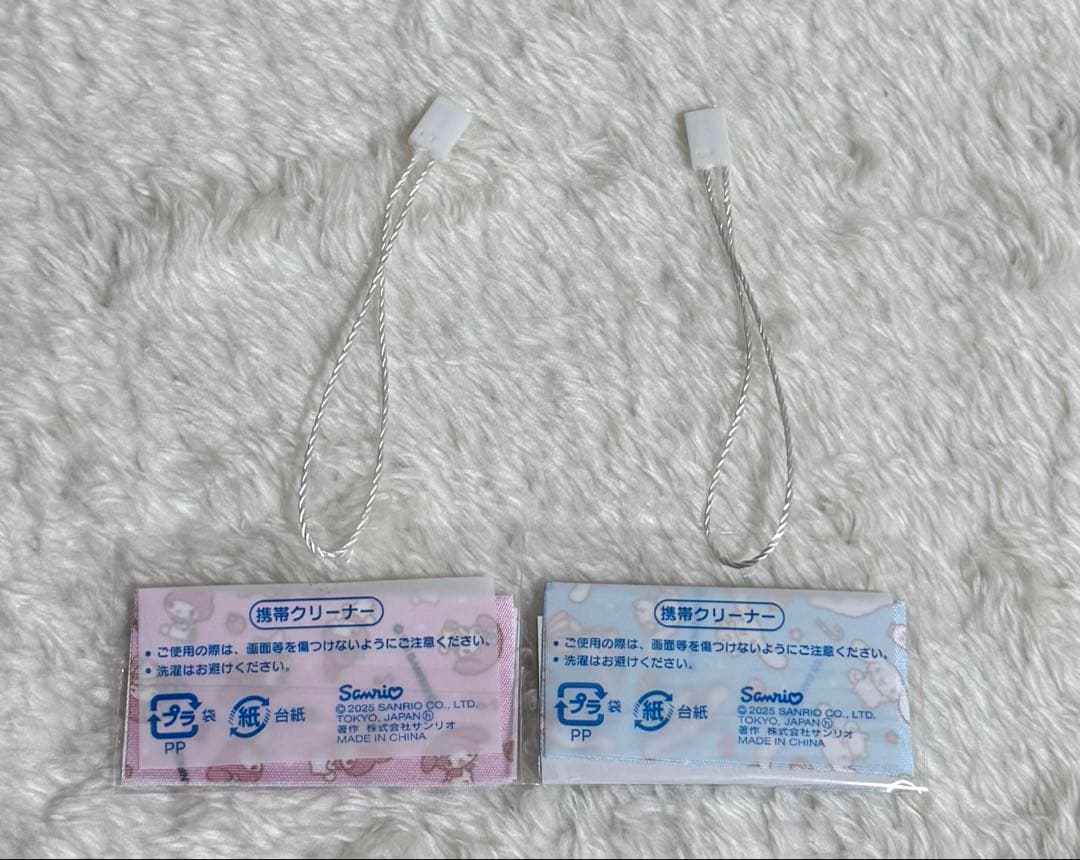 携帯クリーナー
• ご使用の際は、画面等を傷つけないようにご注意ください。
• 洗濯はお避けください。
プラ 袋 紙 台紙
PP
Sanrio
© 2025 SANRIO CO., LTD.
TOKYO, JAPAN ⓗ
著作 株式会社サンリオ
MADE IN CHINA
携帯クリーナー
• ご使用の際は、画面等を傷つけないようにご注意ください。
• 洗濯はお避けください。
プラ 袋 紙 台紙
PP
Sanrio
© 2025 SANRIO CO., LTD.
TOKYO, JAPAN ⓗ
著作 株式会社サンリオ
MADE IN CHINA